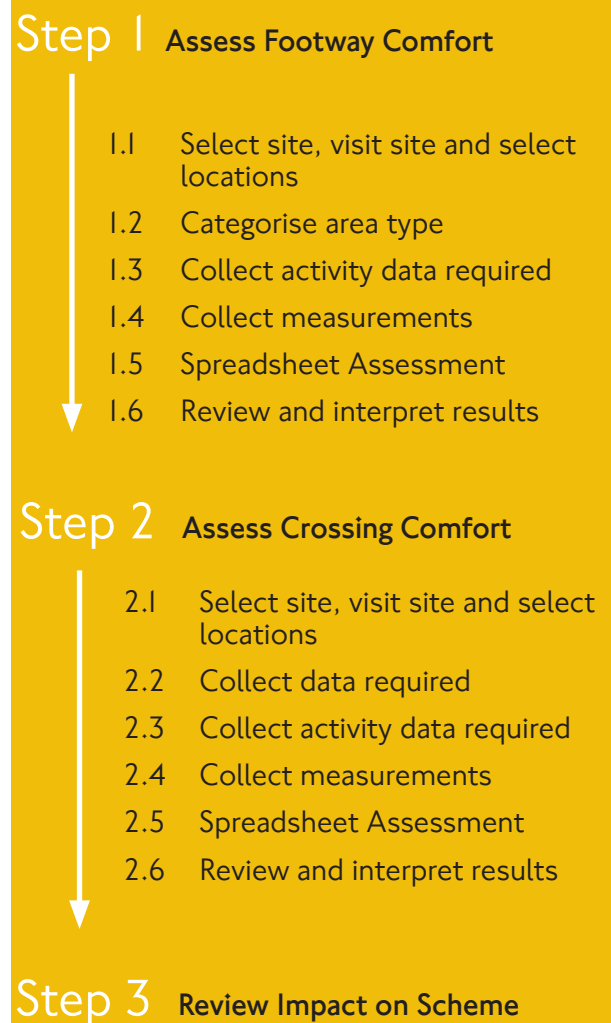 Step 1 Assess Footway Comfort
1.1 Select site, visit site and select
locations
1.2 Categorise area type
1.3 Collect activity data required
1.4 Collect measurements
1.5 Spreadsheet Assessment
1.6 Review and interpret results
Step 2 Assess Crossing Comfort
2.1 Select site, visit site and select
locations
2.2 Collect data required
2.3 Collect activity data required
2.4 Collect measurements
2.5 Spreadsheet Assessment
2.6 Review and interpret results
Step 3 Review Impact on Scheme